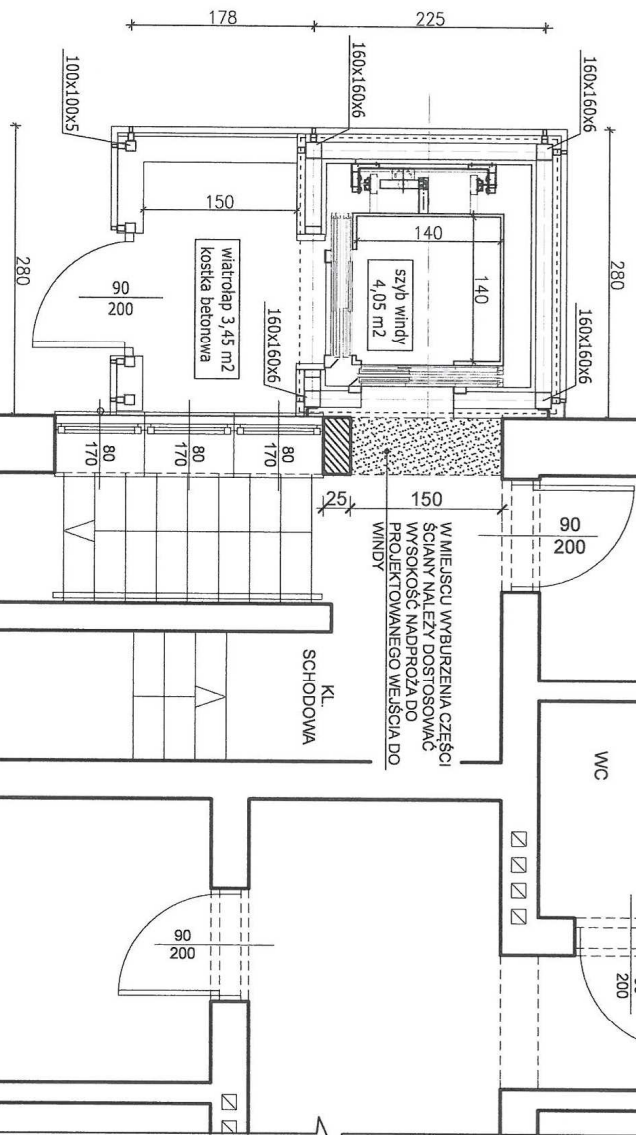 178
225
100x100x5
160x160x6
160x160x6
280
280
150
140
140
szyb windy
4,05 m2
wiatrołap 3,45 m2
kostka betonowa
90
200
160x160x6
160x160x6
80
170
80
170
80
170
25
150
90
200
W MIEJSCU WYBURZENIA CZĘŚCI
ŚCIANY NALEŻY DOSTOSOWAĆ
WYSOKOŚĆ NADPROŻA DO
PROJEKTOWANEGO WEJŚCIA DO
WINDY
KL.
SCHODOWA
WC
90
200
200